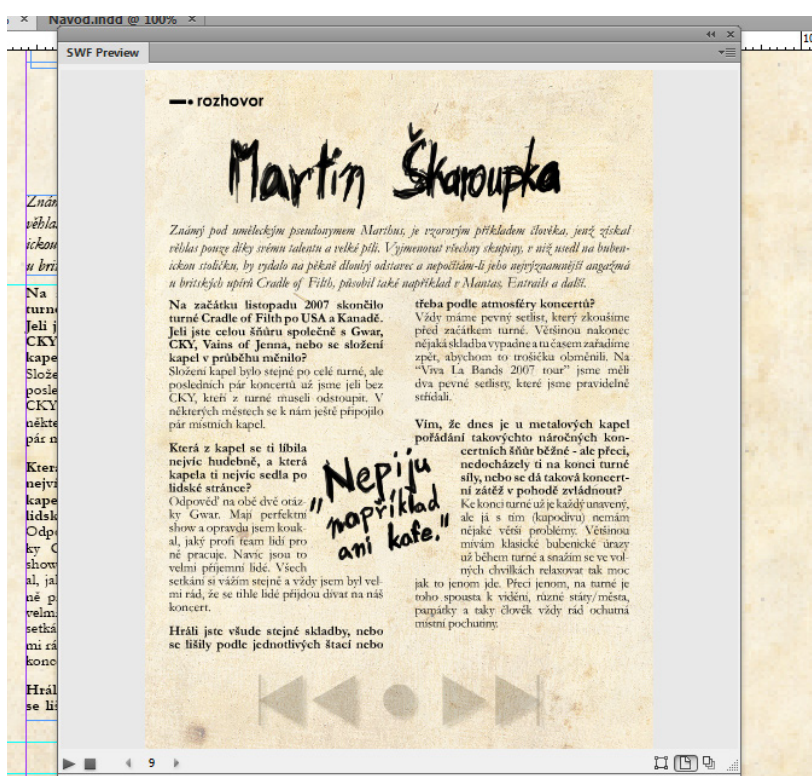 × Navod.indd @ 100% ×
SWF Preview
10
rozhovor
Martin Škaroupka
Známý pod uměleckým pseudonymem Marthus, je vzorovým příkladem člověka, jenž získal
věhlas pouze díky svému talentu a velké píli. Vyjmenovat všechny skupiny, v niž usedl na buben-
ickou stoličku, by vydalo na pěkně dlouhý odstavec a nepočítám-li jeho nejvýznamnější angažmá
u britských upírů Cradle of Filth, působil také například v Mantas, Entrails a další.
Na začátku listopadu 2007 skončilo
turné Cradle of Filth po USA a Kanadě.
Jeli jste celou šňůru společně s Gwar,
CKY, Vains of Jenna, nebo se složení
kapel v průběhu měnilo?
Složení kapel bylo stejné po celé turné, ale
posledních pár koncertů už jsme jeli bez
CKY, kteří z turné museli odstoupit. V
některých městech se k nám ještě připojilo
pár místních kapel.
Která z kapel se ti líbila
nejvíc hudebně, a která
kapela ti nejvíc sedla po
lidské stránce?
Odpověď na obě dvě otáz-
ky Gwar. Mají perfektní
show a opravdu jsem kouk-
al, jaký profi team lidí pro
ně pracuje. Navíc jsou to
velmi příjemní lidé. Všech
setkání si vážím stejně a vždy jsem byl vel-
mi rád, že se tihle lidé přijdou dívat na náš
koncert.
Hráli jste všude stejné skladby, nebo
se lišily podle jednotlivých štací nebo
"Nepiju
například
ani kafe."
třeba podle atmosféry koncertů?
Vždy máme pevný setlist, který zkoušíme
před začátkem turné. Většinou nakonec
nějaká skladba vypadne a tu časem zařadíme
zpět, abychom to trošičku obměnili. Na
“Viva La Bands 2007 tour” jsme měli
dva pevné setlisty, které jsme pravidelně
střídali.
Vím, že dnes je u metalových kapel
pořádání takovýchto náročných kon-
certních šňůr běžné - ale přeci,
nedocházely ti na konci turné
síly, nebo se dá taková koncert-
ní zátěž v pohodě zvládnout?
Ke konci turné už je každý unavený,
ale já s tím (kupodivu) nemám
nějaké větší problémy. Většinou
mívám klasické bubenické úrazy
už během turné a snažím se ve vol-
ných chvilkách relaxovat tak moc
jak to jenom jde. Přeci jenom, na turné je
toho spousta k vidění, různé státy/města,
památky a taky člověk vždy rád ochutná
místní pochutiny.
9